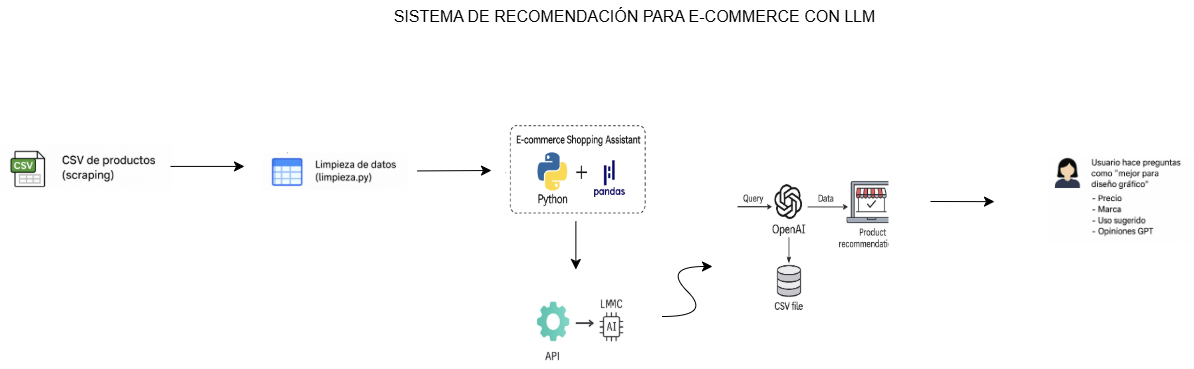 SISTEMA DE RECOMENDACIÓN PARA E-COMMERCE CON LLM
CSV
CSV de productos
(scraping)
Limpieza de datos
(limpieza.py)
E-commerce Shopping Assistant
+
Python
pandas
API
LMMC
AI
Query
OpenAI
Data
Product
recommendati
CSV file
Usuario hace preguntas
como "mejor para
diseño gráfico"
- Precio
- Marca
- Uso sugerido
- Opiniones GPT